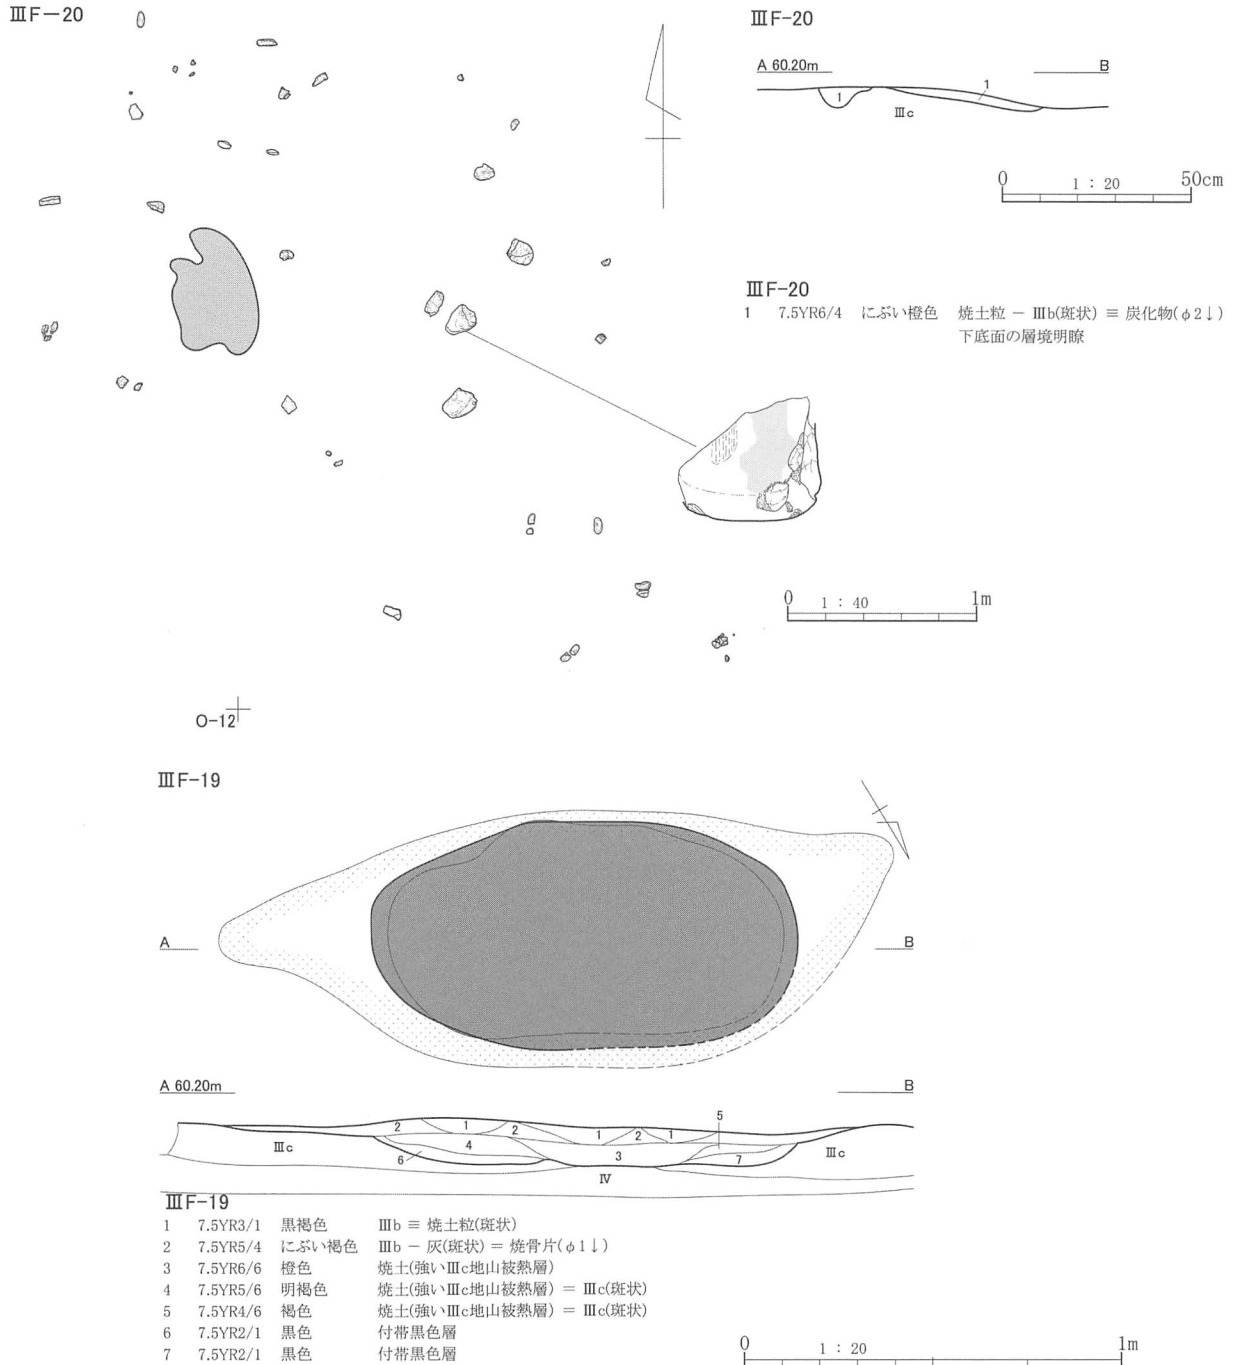 ⅢF-20
ⅢF-20
A 60.20m B
1
1
Ⅲc
0 1 : 20 50cm
ⅢF-20
1 7.5YR6/4 にぶい橙色 焼土粒 − Ⅲb(斑状) ≡ 炭化物(φ2↓)
下底面の層境明瞭
0 1 : 40 1m
O-12
ⅢF-19
A B
A 60.20m B
5
2 1 2 1 2 1
Ⅲc 4 3 Ⅲc
6 7
Ⅳ
ⅢF-19
1 7.5YR3/1 黒褐色 Ⅲb ≡ 焼土粒(斑状)
2 7.5YR5/4 にぶい褐色 Ⅲb − 灰(斑状) = 焼骨片(φ1↓)
3 7.5YR6/6 橙色 焼土(強いⅢc地山被熱層)
4 7.5YR5/6 明褐色 焼土(強いⅢc地山被熱層) = Ⅲc(斑状)
5 7.5YR4/6 褐色 焼土(強いⅢc地山被熱層) = Ⅲc(斑状)
6 7.5YR2/1 黒色 付帯黒色層
7 7.5YR2/1 黒色 付帯黒色層
0 1 : 20 1m